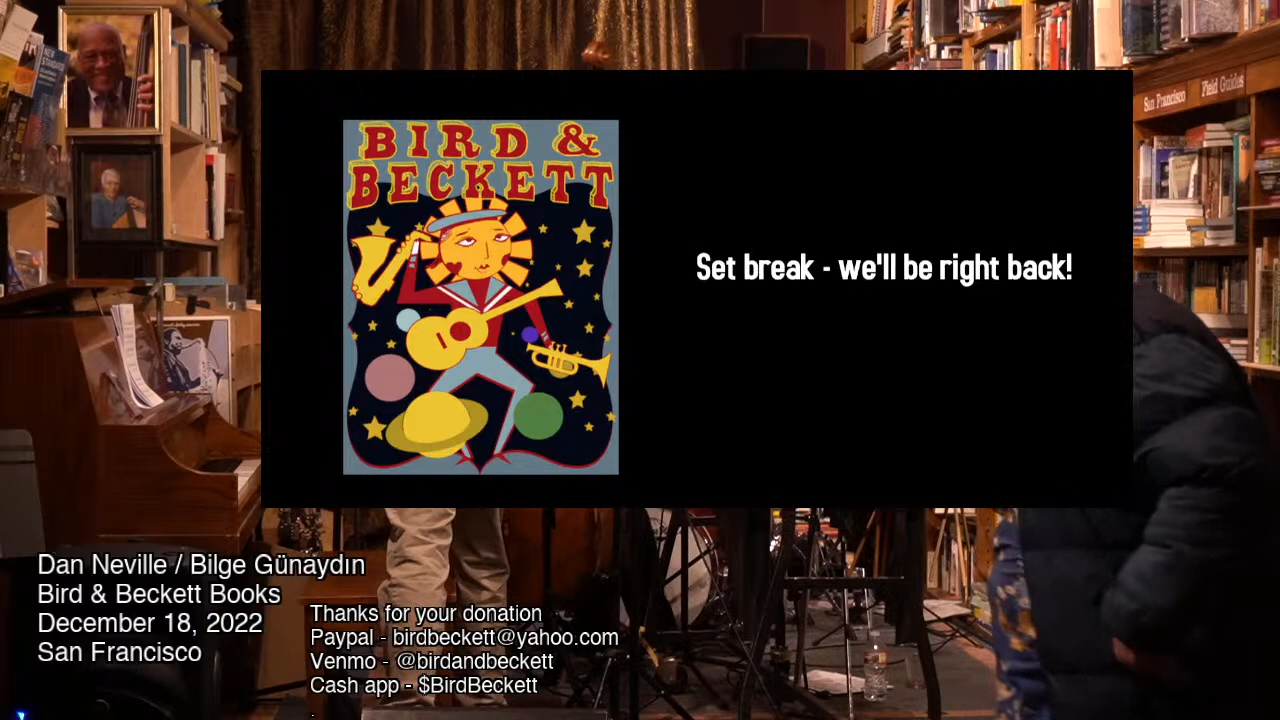 NEW
STANDARDS
San Francisco
Field Guides
BIRD &
BECKETT
Set break - we'll be right back!
Dan Neville / Bilge Günaydın
Bird & Beckett Books
December 18, 2022
San Francisco
Thanks for your donation
Paypal - birdbeckett@yahoo.com
Venmo - @birdandbeckett
Cash app - $BirdBeckett